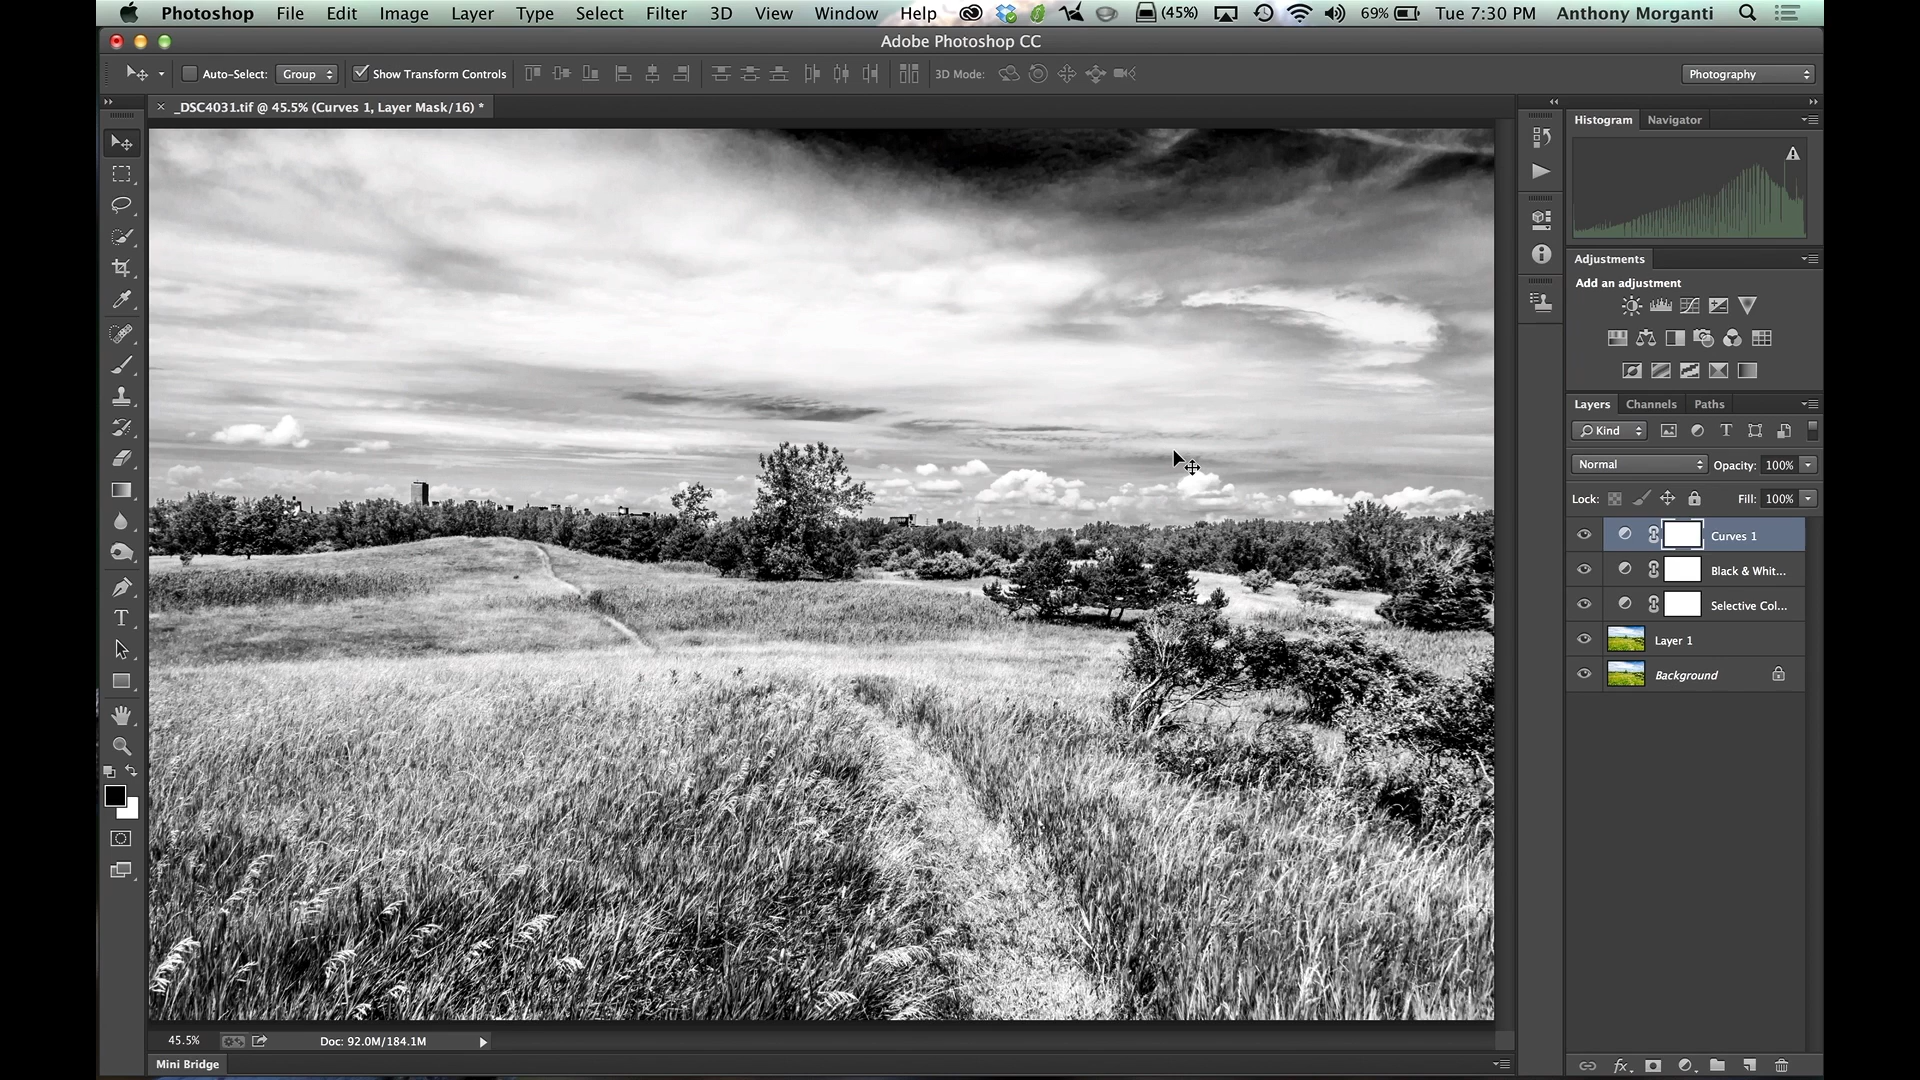 Photoshop File Edit Image Layer Type Select Filter 3D View Window Help (45%) 69% Tue 7:30 PM Anthony Morganti
Adobe Photoshop CC
Auto-Select: Group Show Transform Controls 3D Mode: Photography
× _DSC4031.tif @ 45.5% (Curves 1, Layer Mask/16) *
Histogram Navigator
Adjustments
Add an adjustment
Layers Channels Paths
Kind T
Normal Opacity: 100%
Lock: Fill: 100%
Curves 1
Black & Whit...
Selective Col...
Layer 1
Background
T
45.5% Doc: 92.0M/184.1M
Mini Bridge fx